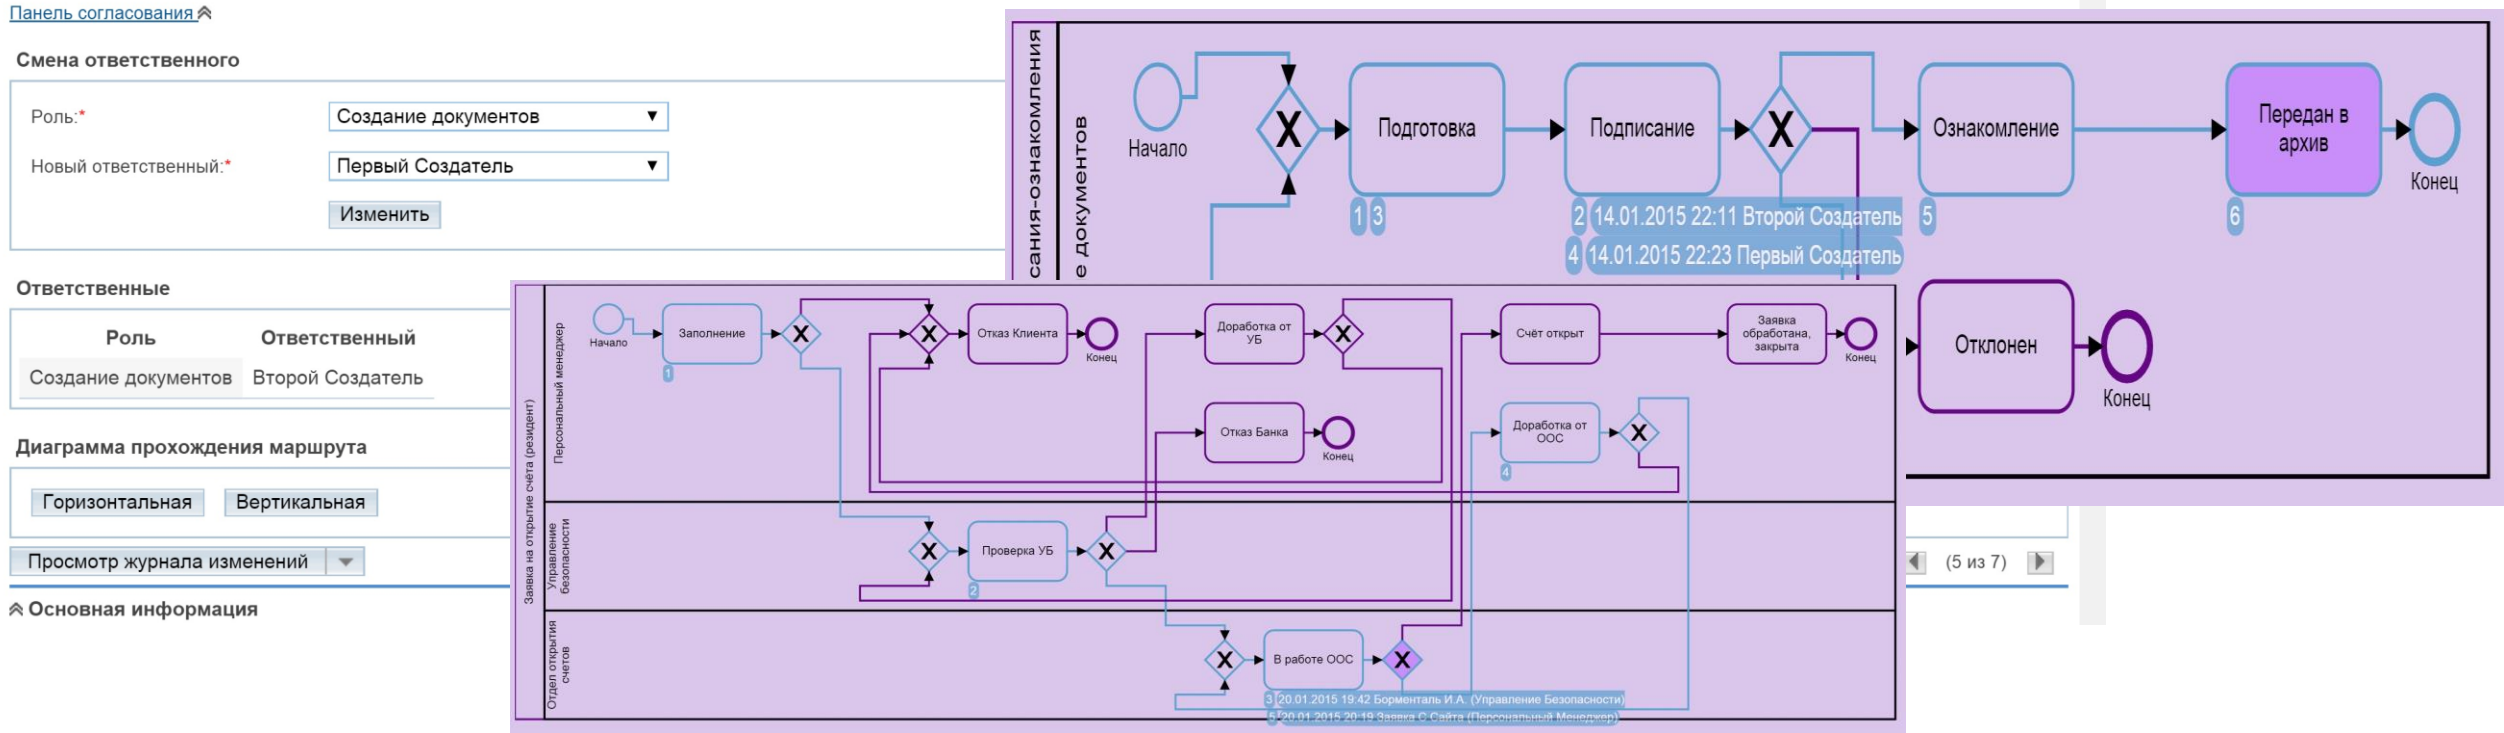 Панель согласования
Смена ответственного
Роль:*
Создание документов
Новый ответственный:*
Первый Создатель
Изменить
Ответственные
Роль Ответственный
Создание документов Второй Создатель
Диаграмма прохождения маршрута
Горизонтальная Вертикальная
Просмотр журнала изменений
(5 из 7)
Основная информация
сания-ознакомления
е документов
Начало
X
Подготовка
1 3
Подписание
2 14.01.2015 22:11 Второй Создатель
4 14.01.2015 22:23 Первый Создатель
X
Ознакомление
5
Передан в
архив
6
Конец
Отклонен
Конец
Заявка на открытие счёта (резидент)
Персональный менеджер
Начало
Заполнение
1
X
X
Отказ Клиента
Конец
Доработка от
УБ
X
Счёт открыт
Заявка
обработана,
закрыта
Конец
Отказ Банка
Конец
Доработка от
ООС
4
X
Управление
безопасности
X
Проверка УБ
2
X
Отдел открытия
счетов
X
В работе ООС
X
3 20.01.2015 19:42 Борменталь И.А. (Управление Безопасности)
5 20.01.2015 20:19 Заявка С Сайта (Персональный Менеджер)